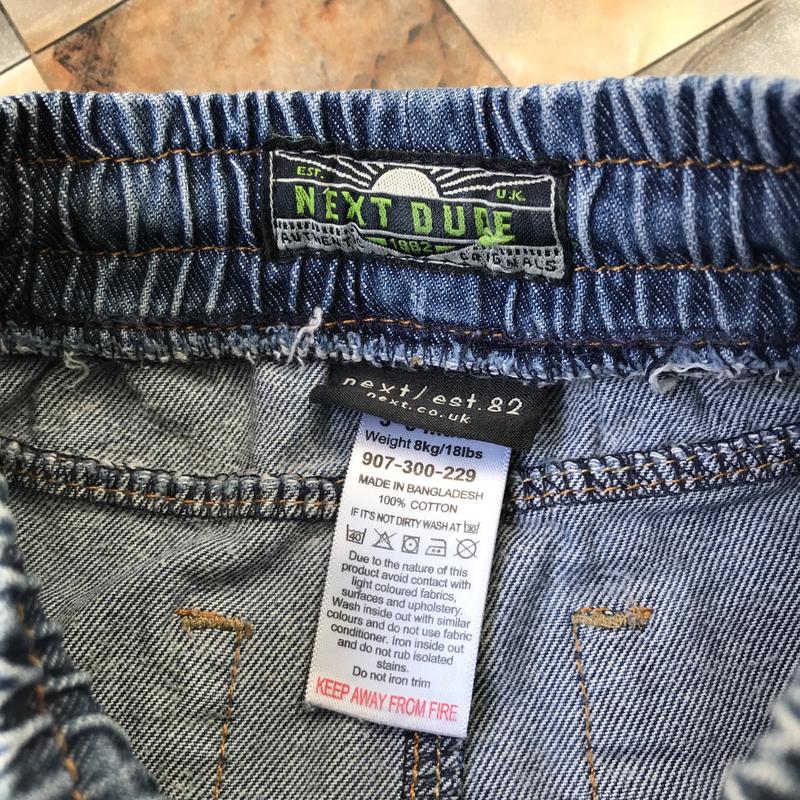 EST. U.K.
NEXT DUDE
AUTHENTIC 1982 ORIGINALS
next/est.82
next.co.uk
Weight 8kg/18lbs
907-300-229
MADE IN BANGLADESH
100% COTTON
IF IT'S NOT DIRTY WASH AT 30
40
Due to the nature of this
product avoid contact with
light coloured fabrics,
surfaces and upholstery.
Wash inside out with similar
colours and do not use fabric
conditioner. Iron inside out
and do not rub isolated
stains.
Do not iron trim
KEEP AWAY FROM FIRE